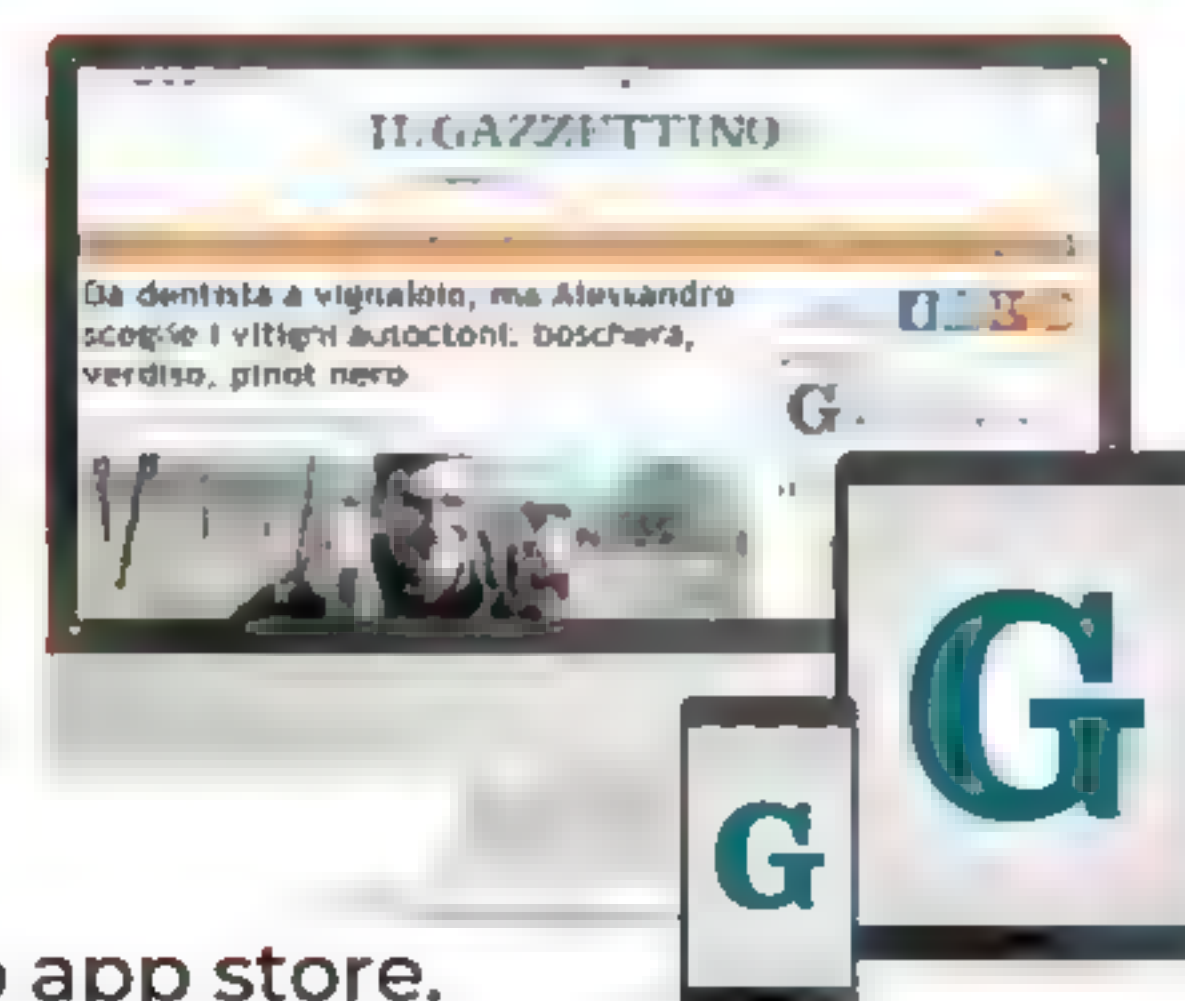 IL GAZZETTINO
Da dentista a vignaiolo, ma Alessandro
sceglie i vitigni autoctoni: boschera,
verdiso, pinot nero
G
G
G
app store.